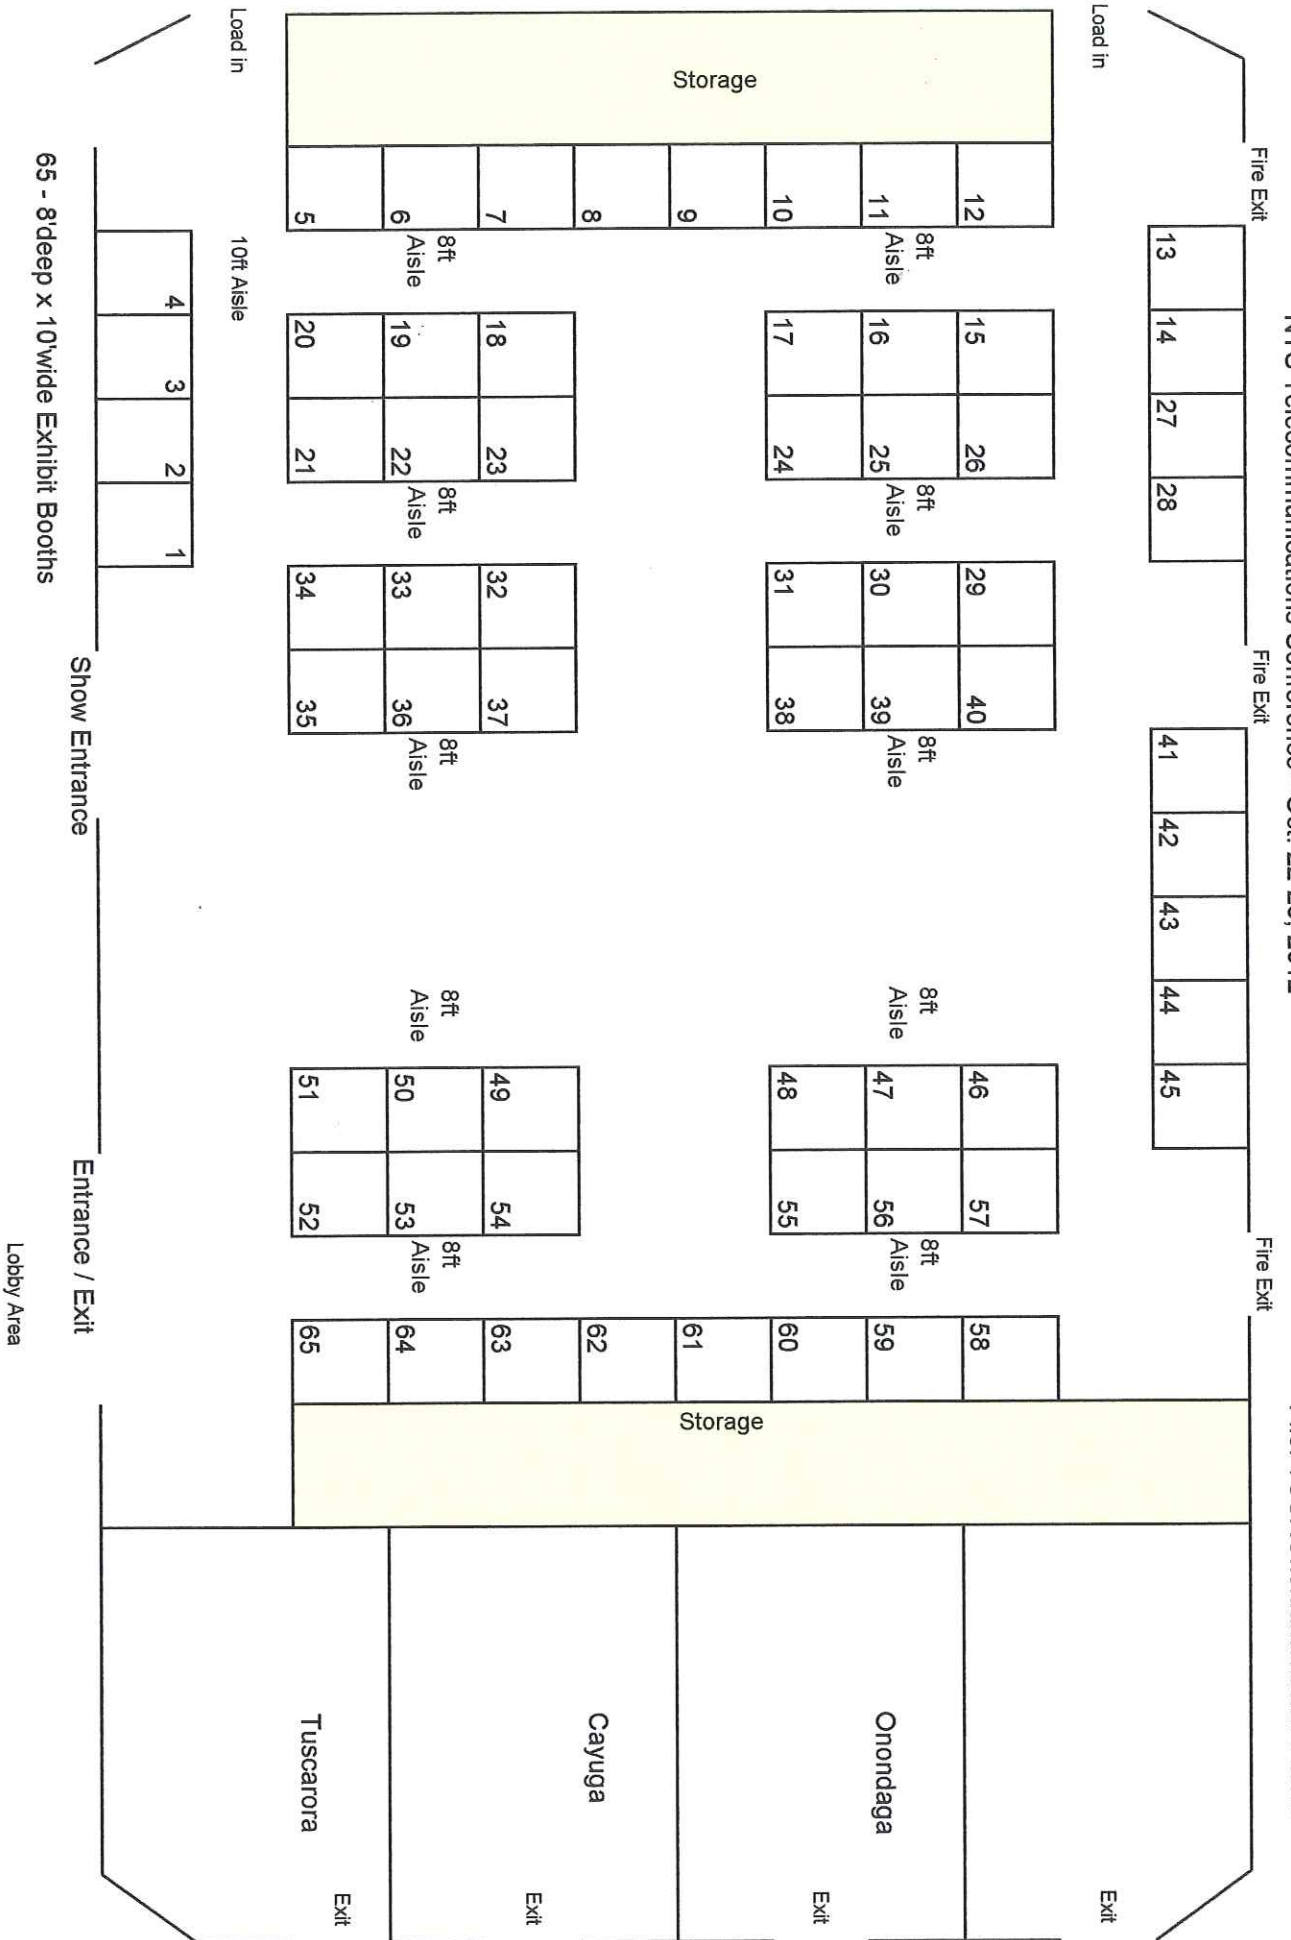 Telecommunications Conference
Fire Exit Fire Exit Fire Exit
13 14 27 28 41 42 43 44 45
Load in
Exit
12 15 26 29 40 46 57 58
8ft 8ft 8ft 8ft 8ft
Aisle Aisle Aisle Aisle Aisle
11 16 25 30 39 47 56 59
Onondaga
Exit
10 17 24 31 38 48 55 60
Storage
Storage
9 61
8 62
Cayuga
Exit
7 18 23 32 37 49 54 63
8ft 8ft 8ft 8ft 8ft
Aisle Aisle Aisle Aisle Aisle
6 19 22 33 36 50 53 64
Exit
Tuscarora
5 20 21 34 35 51 52 65
Load in
10ft Aisle
4 3 2 1
Show Entrance
Entrance / Exit
65 - 8'deep x 10'wide Exhibit Booths
Lobby Area